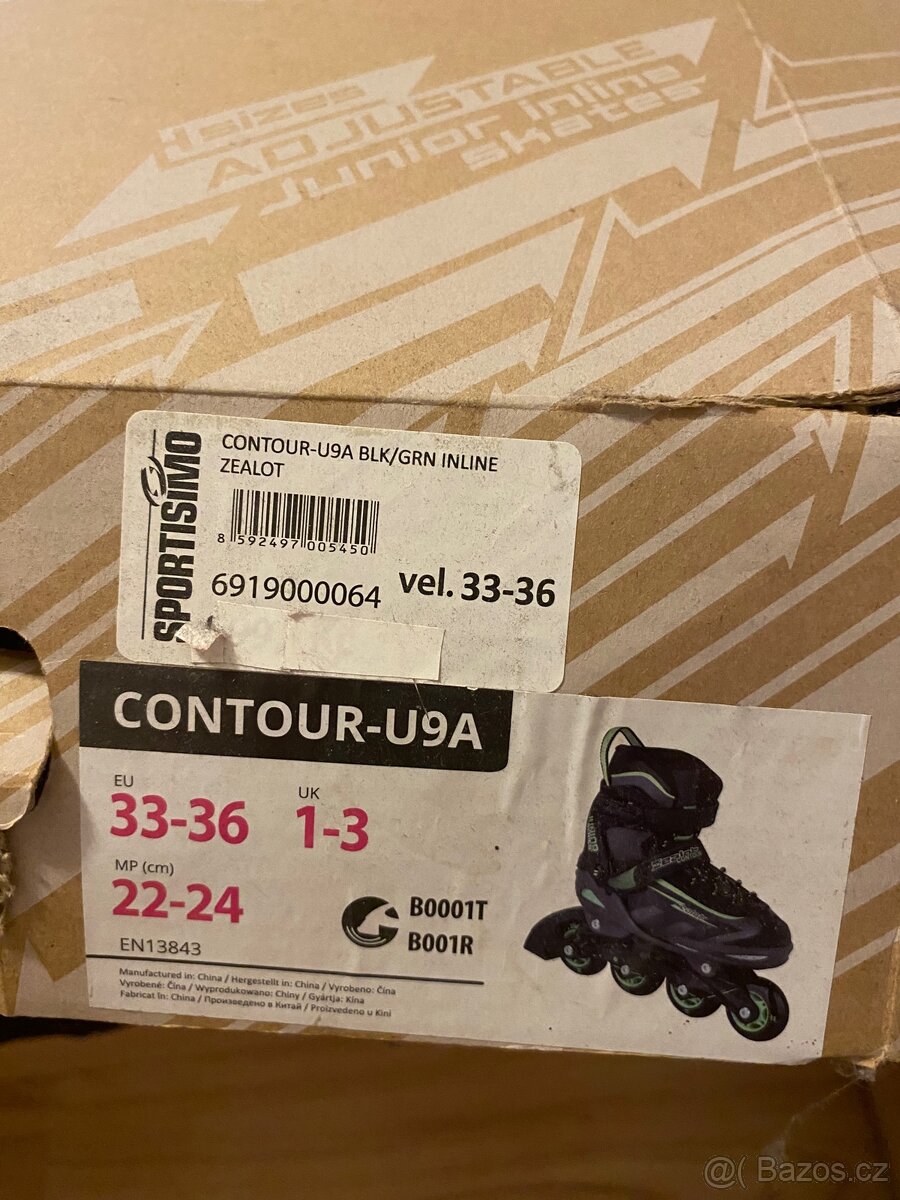 4sizes
ADJUSTABLE
Junior inline
skates
SPORTISIMO
CONTOUR-U9A BLK/GRN INLINE
ZEALOT
8 592497 005450
6919000064 vel. 33-36
CONTOUR-U9A
EU UK
33-36 1-3
MP (cm)
22-24
B0001T
B001R
EN13843
Manufactured in: China / Hergestellt in: China / Vyrobeno: Čína
Vyrobené: Čína / Wyprodukowano: Chiny / Gyártja: Kína
Fabricat în: China / Произведено в Китай / Proizvedeno u Kini
Zealot
@( Bazos.cz